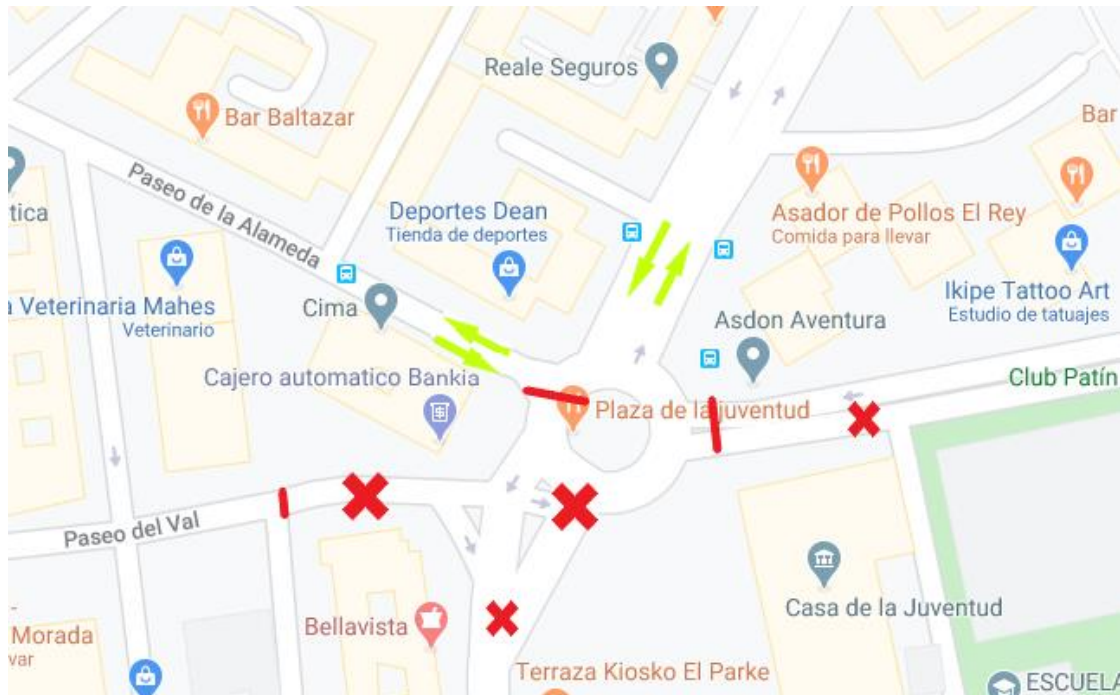 Reale Seguros
Bar Baltazar
Bar
Paseo de la Alameda
tica
Deportes Dean
Tienda de deportes
Asador de Pollos El Rey
Comida para llevar
a Veterinaria Mahes
Veterinario
Cima
Ikipe Tattoo Art
Estudio de tatuajes
Asdon Aventura
Cajero automatico Bankia
Club Patín
Plaza de la juventud
Paseo del Val
Casa de la Juventud
Bellavista
Morada
var
Terraza Kiosko El Parke
ESCUELA